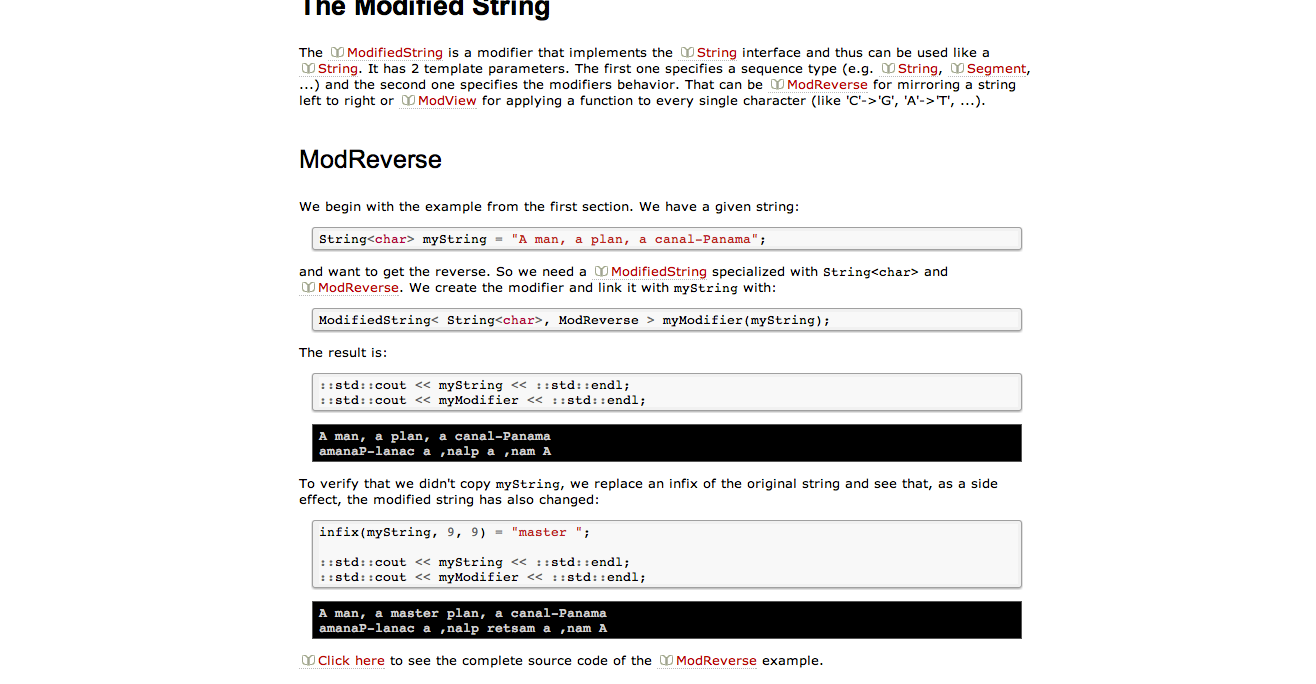 The Modified String
The ModifiedString is a modifier that implements the String interface and thus can be used like a
String. It has 2 template parameters. The first one specifies a sequence type (e.g. String, Segment,
...) and the second one specifies the modifiers behavior. That can be ModReverse for mirroring a string
left to right or ModView for applying a function to every single character (like 'C'->'G', 'A'->'T', ...).
ModReverse
We begin with the example from the first section. We have a given string:
String<char> myString = "A man, a plan, a canal-Panama";
and want to get the reverse. So we need a ModifiedString specialized with String<char> and
ModReverse. We create the modifier and link it with myString with:
ModifiedString< String<char>, ModReverse > myModifier(myString);
The result is:
::std::cout << myString << ::std::endl;
::std::cout << myModifier << ::std::endl;
A man, a plan, a canal-Panama
amanaP-lanac a ,nalp a ,nam A
To verify that we didn't copy myString, we replace an infix of the original string and see that, as a side
effect, the modified string has also changed:
infix(myString, 9, 9) = "master ";
::std::cout << myString << ::std::endl;
::std::cout << myModifier << ::std::endl;
A man, a master plan, a canal-Panama
amanaP-lanac a ,nalp retsam a ,nam A
Click here to see the complete source code of the ModReverse example.